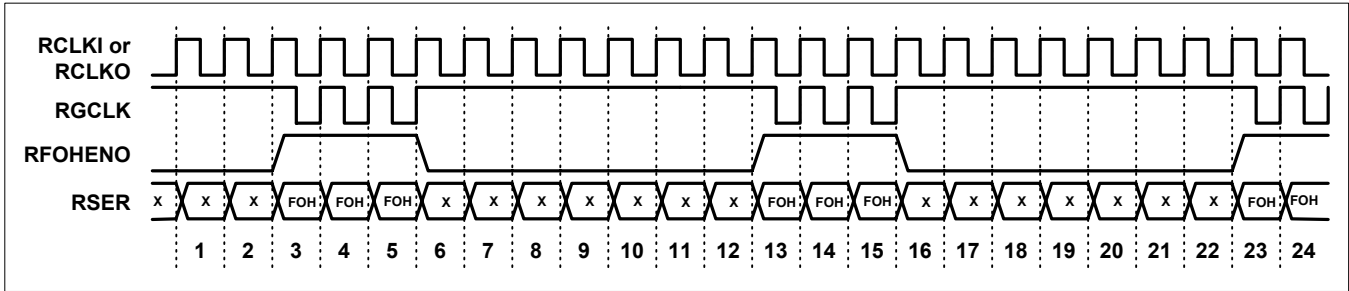 RCLKI or
RCLKO
RGCLK
RFOHENO
RSER
X X X FOH FOH FOH X X X X X X X FOH FOH FOH X X X X X X X FOH FOH
1 2 3 4 5 6 7 8 9 10 11 12 13 14 15 16 17 18 19 20 21 22 23 24